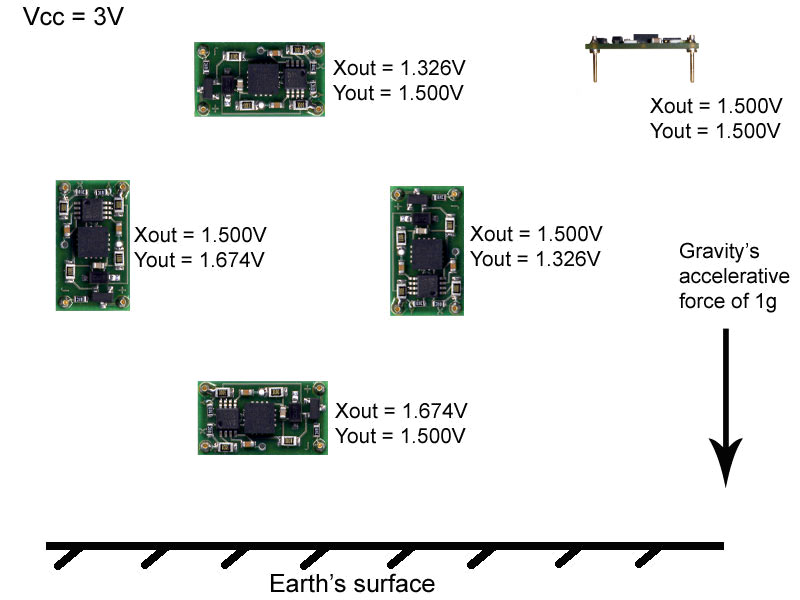 Vcc = 3V
Xout = 1.326V
Yout = 1.500V
Xout = 1.500V
Yout = 1.500V
Xout = 1.500V
Yout = 1.674V
Xout = 1.500V
Yout = 1.326V
Gravity's
accelerative
force of 1g
Xout = 1.674V
Yout = 1.500V
Earth's surface